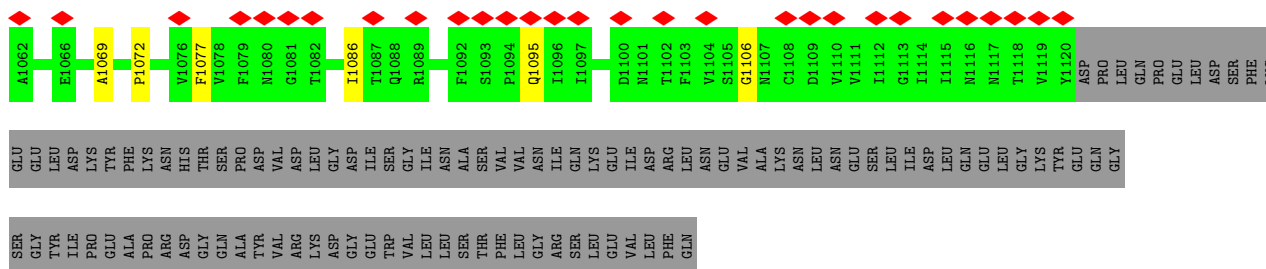 A1062 E1066 A1069 P1072 V1076 F1077 V1078 F1079 N1080 G1081 T1082 I1086 T1087 Q1088 R1089 F1092 S1093 P1094 Q1095 I1096 I1097 D1100 N1101 T1102 F1103 V1104 S1105 G1106 N1107 C1108 D1109 V1110 V1111 I1112 G1113 I1114 I1115 N1116 N1117 T1118 V1119 Y1120 ASP PRO LEU GLN PRO GLU LEU ASP SER PHE
GLU GLU LEU ASP LYS TYR PHE LYS ASN HIS THR SER PRO ASP VAL ASP LEU GLY ASP ILE SER GLY ILE ASN ALA SER VAL VAL ASN ILE GLN LYS GLU ILE ASP ARG LEU ASN GLU VAL ALA LYS ASN LEU ASN GLU SER LEU ILE ASP LEU GLN GLU LEU GLY LYS TYR GLU GLN GLY
SER GLY TYR ILE PRO GLU ALA PRO ARG ASP GLY GLN ALA TYR VAL ARG LYS ASP GLY GLU TRP VAL LEU LEU SER THR PHE LEU GLY ARG SER LEU GLU VAL LEU PHE GLN